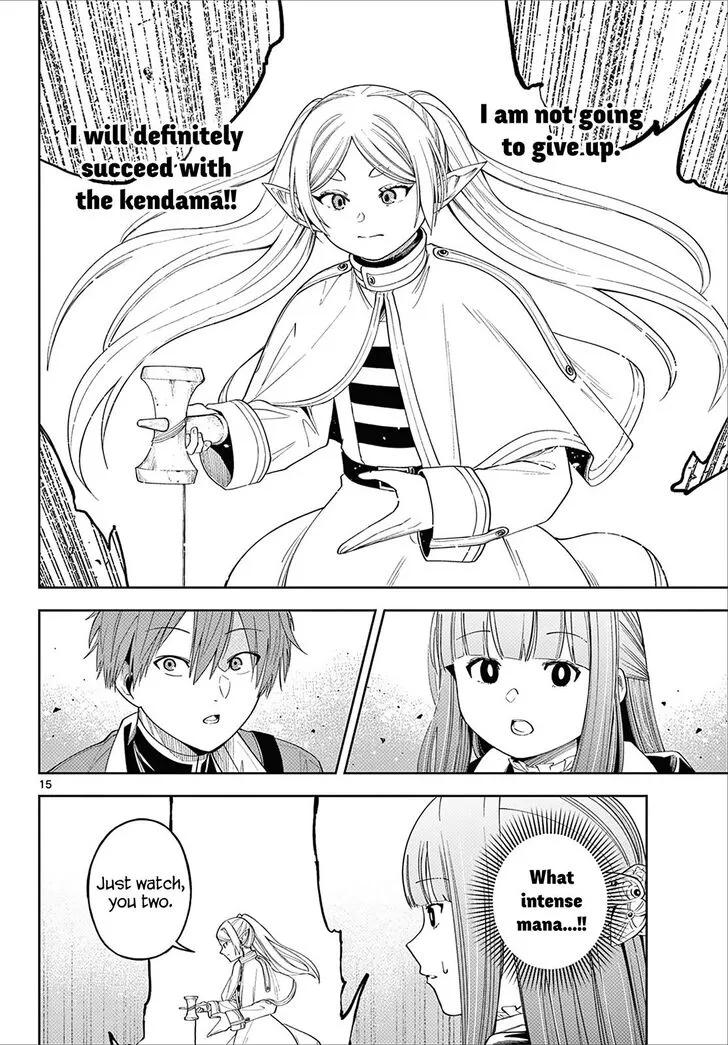 I am not going
to give up.
I will definitely
succeed with
the kendama!!
15
What
intense
mana...!!
Just watch,
you two.